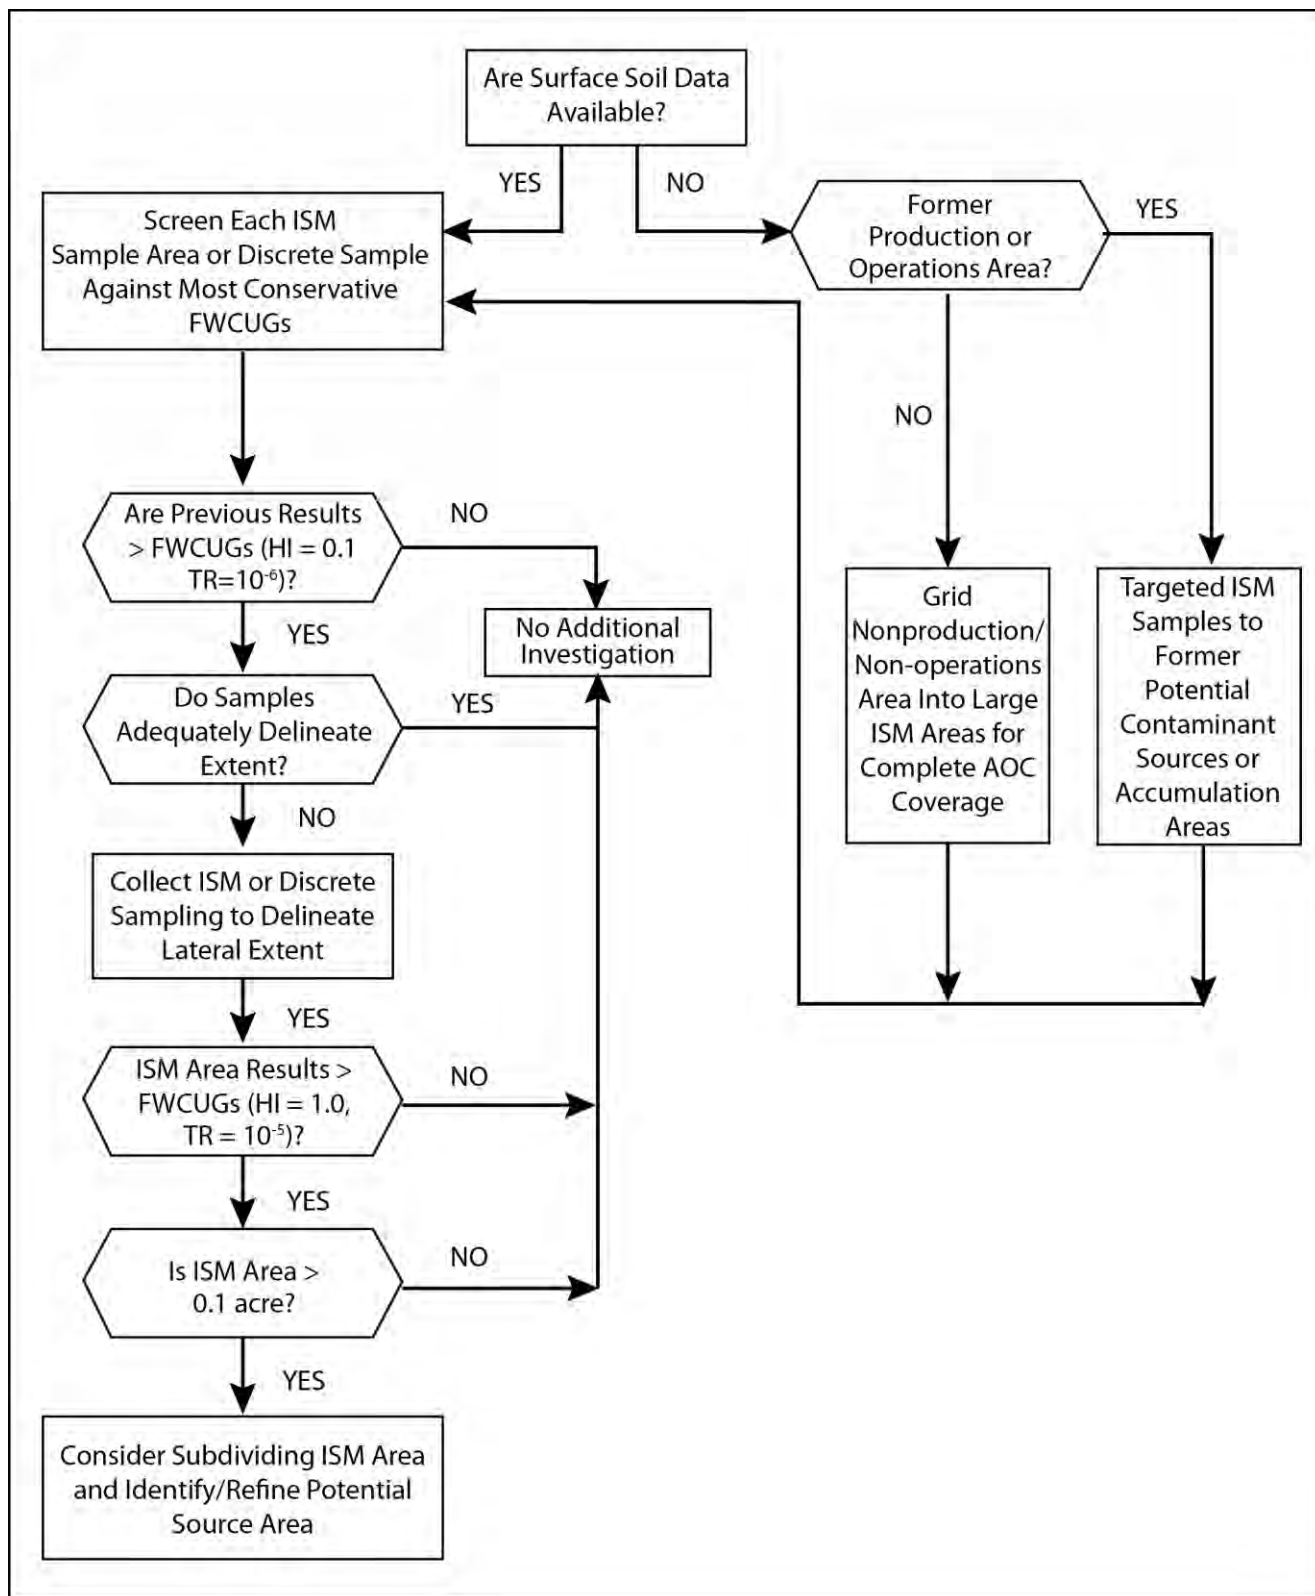 Are Surface Soil Data
Available?
YES
NO
Screen Each ISM
Sample Area or Discrete Sample
Against Most Conservative
FWCUGs
Former
Production or
Operations Area?
YES
NO
Are Previous Results
> FWCUGs (HI = 0.1
TR=10⁻⁶)?
NO
YES
No Additional
Investigation
Grid
Nonproduction/
Non-operations
Area Into Large
ISM Areas for
Complete AOC
Coverage
Targeted ISM
Samples to
Former
Potential
Contaminant
Sources or
Accumulation
Areas
Do Samples
Adequately Delineate
Extent?
YES
NO
Collect ISM or Discrete
Sampling to Delineate
Lateral Extent
YES
ISM Area Results >
FWCUGs (HI = 1.0,
TR = 10⁻⁵)?
NO
YES
Is ISM Area >
0.1 acre?
NO
YES
Consider Subdividing ISM Area
and Identify/Refine Potential
Source Area